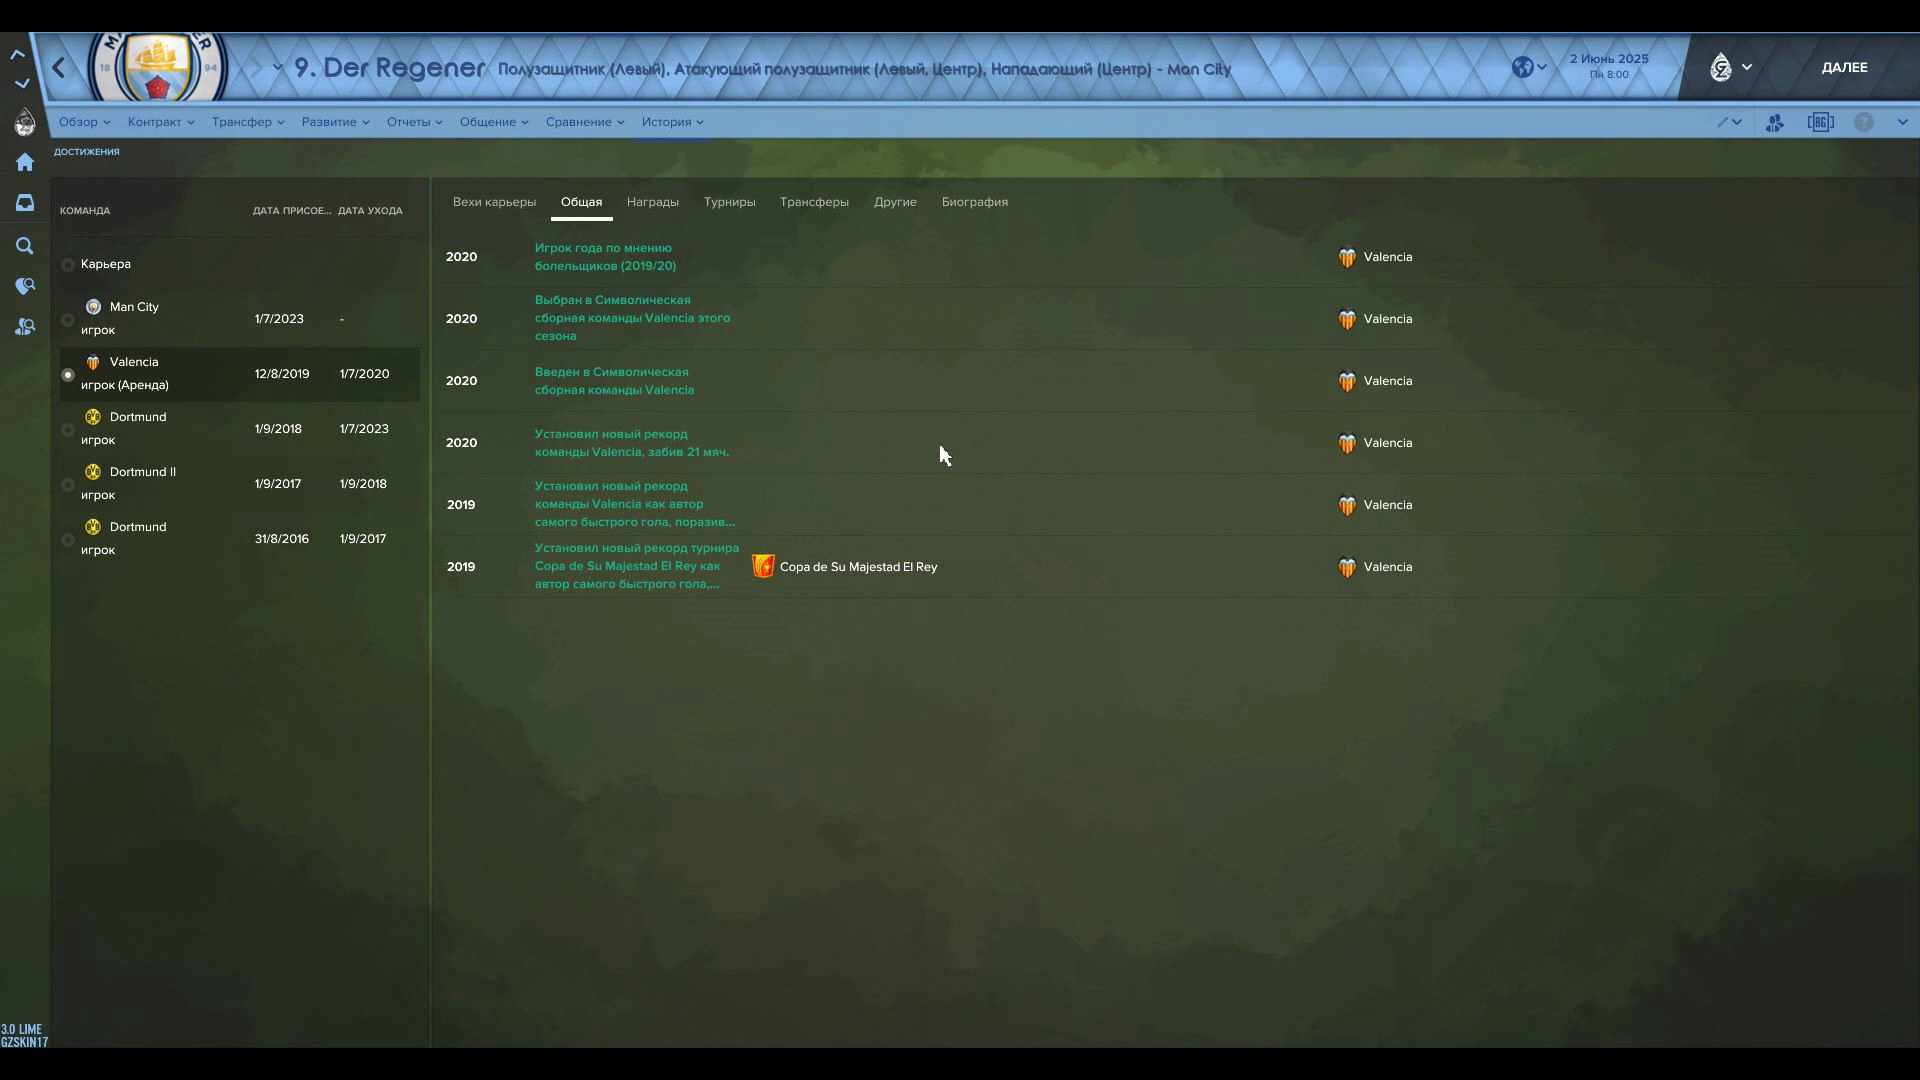 18 94
9. Der Regener Полузащитник (Левый), Атакующий полузащитник (Левый, Центр), Нападающий (Центр) - Man City
2 Июнь 2025
Пн 8:00
ДАЛЕЕ
Обзор Контракт Трансфер Развитие Отчеты Общение Сравнение История
BG ?
ДОСТИЖЕНИЯ
КОМАНДА ДАТА ПРИСОЕ... ДАТА УХОДА
Карьера
Man City
игрок
1/7/2023 -
Valencia
игрок (Аренда)
12/8/2019 1/7/2020
Dortmund
игрок
1/9/2018 1/7/2023
Dortmund II
игрок
1/9/2017 1/9/2018
Dortmund
игрок
31/8/2016 1/9/2017
Вехи карьеры Общая Награды Турниры Трансферы Другие Биография
2020
Игрок года по мнению
болельщиков (2019/20)
Valencia
2020
Выбран в Символическая
сборная команды Valencia этого
сезона
Valencia
2020
Введен в Символическая
сборная команды Valencia
Valencia
2020
Установил новый рекорд
команды Valencia, забив 21 мяч.
Valencia
2019
Установил новый рекорд
команды Valencia как автор
самого быстрого гола, поразив...
Valencia
2019
Установил новый рекорд турнира
Copa de Su Majestad El Rey как
автор самого быстрого гола,...
Copa de Su Majestad El Rey
Valencia
3.0 LIME
GZSKIN17